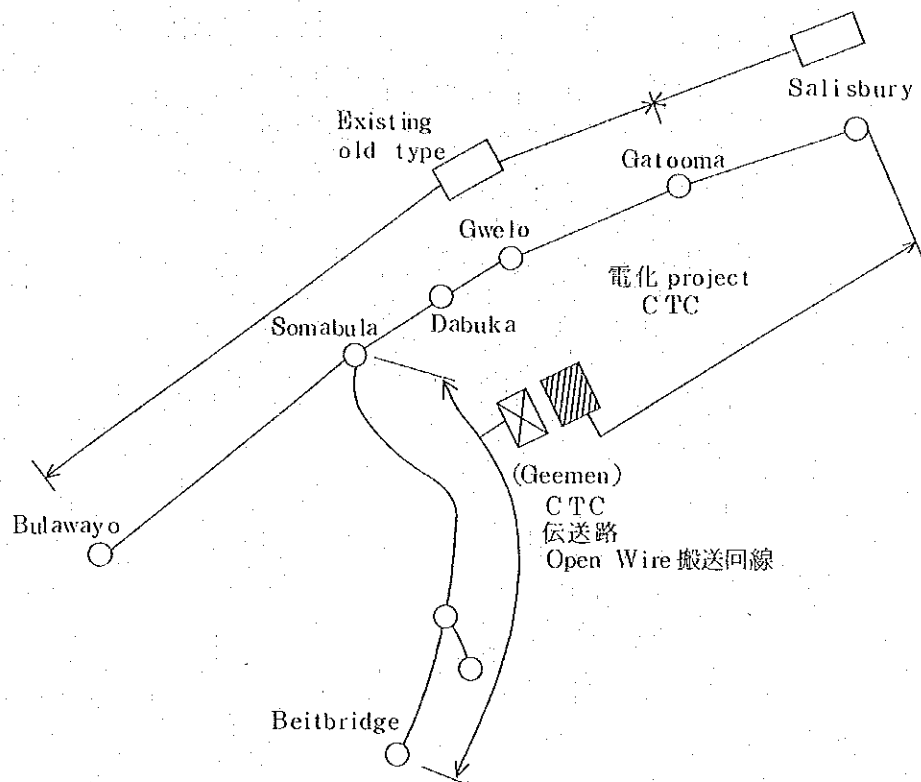 Salisbury
Existing
old type
Gatooma
Gwelo
電化 project
CTC
Somabula
Dabuka
(Geemen)
CTC
伝送路
Open Wire 搬送回線
Bulawayo
Beitbridge